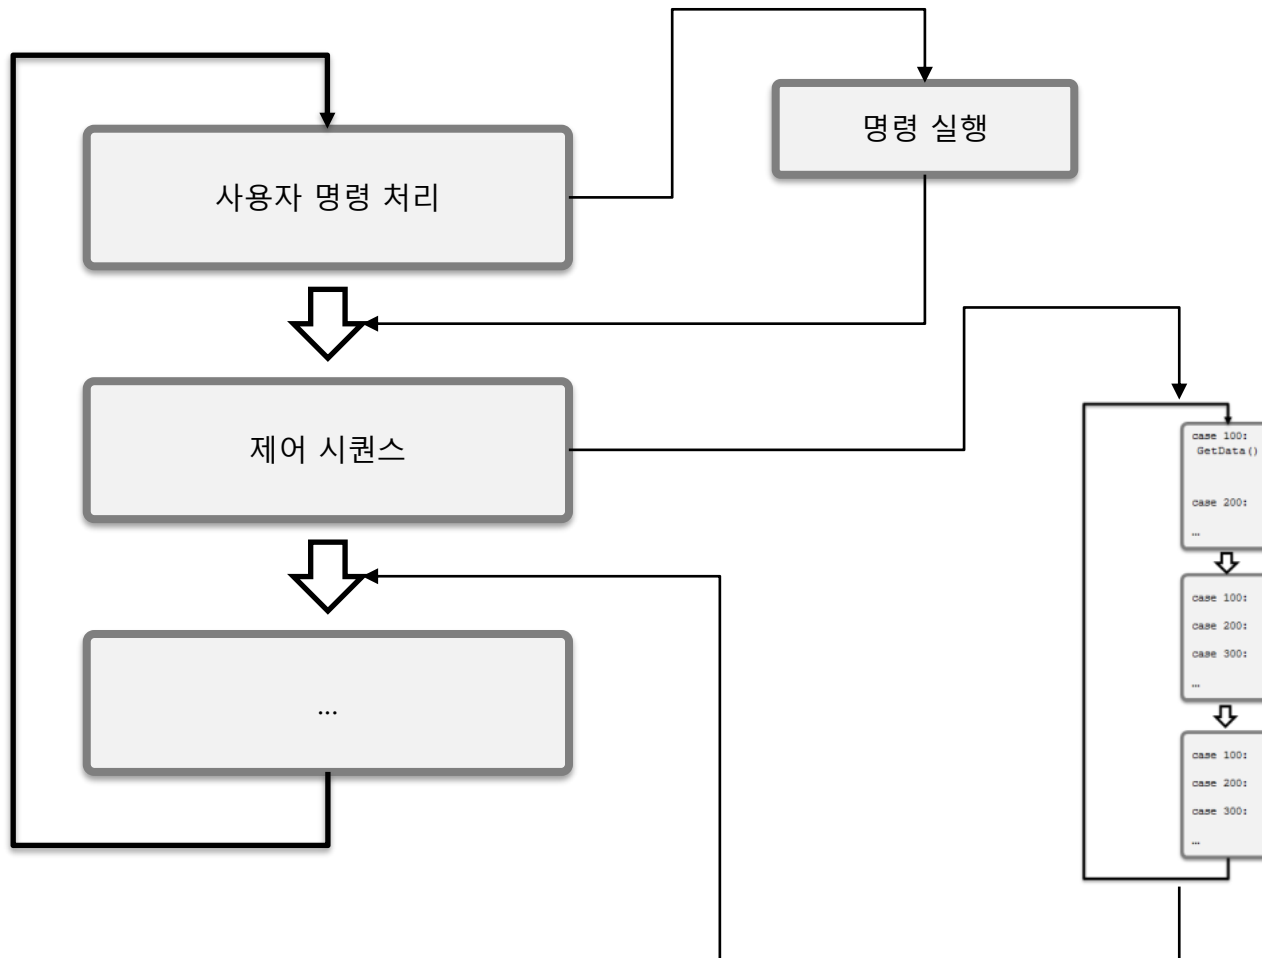 명령 실행
사용자 명령 처리
제어 시퀀스
...
case 100:
GetData()
case 200:
...
case 100:
case 200:
case 300:
...
case 100:
case 200:
case 300:
...